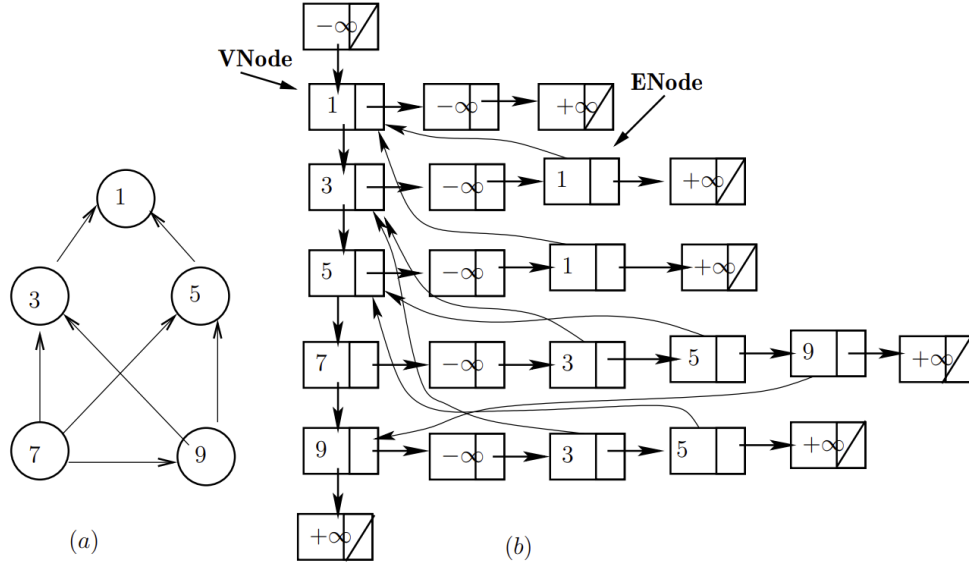 −∞
VNode
ENode
1 −∞ +∞
3 −∞ 1 +∞
5 −∞ 1 +∞
7 −∞ 3 5 9 +∞
9 −∞ 3 5 +∞
+∞
1
3 5
7 9
(a) (b)